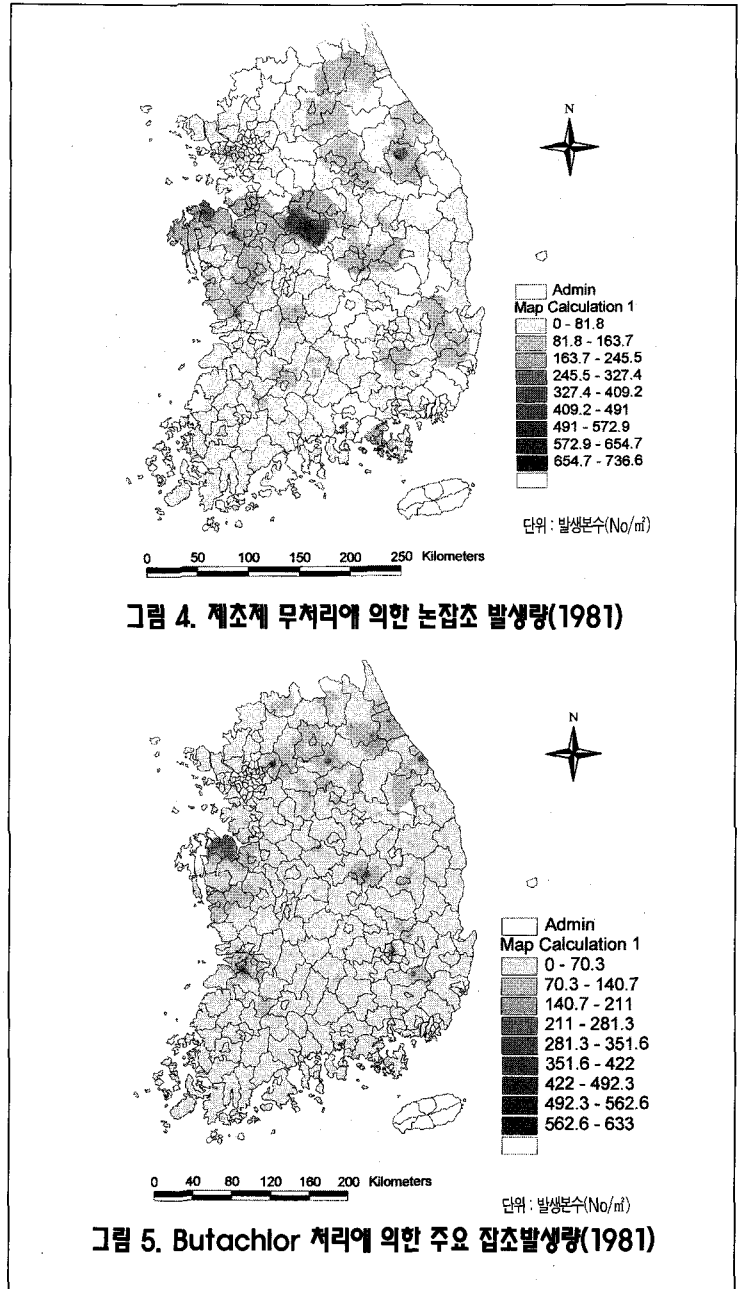 N
Admin
Map Calculation 1
0 - 81.8
81.8 - 163.7
163.7 - 245.5
245.5 - 327.4
327.4 - 409.2
409.2 - 491
491 - 572.9
572.9 - 654.7
654.7 - 736.6
단위 : 발생본수(No/㎡)
0 50 100 150 200 250 Kilometers
그림 4. 제초제 무처리에 의한 논잡초 발생량(1981)
N
Admin
Map Calculation 1
0 - 70.3
70.3 - 140.7
140.7 - 211
211 - 281.3
281.3 - 351.6
351.6 - 422
422 - 492.3
492.3 - 562.6
562.6 - 633
0 40 80 120 160 200 Kilometers
단위 : 발생본수(No/㎡)
그림 5. Butachlor 처리에 의한 주요 잡초발생량(1981)